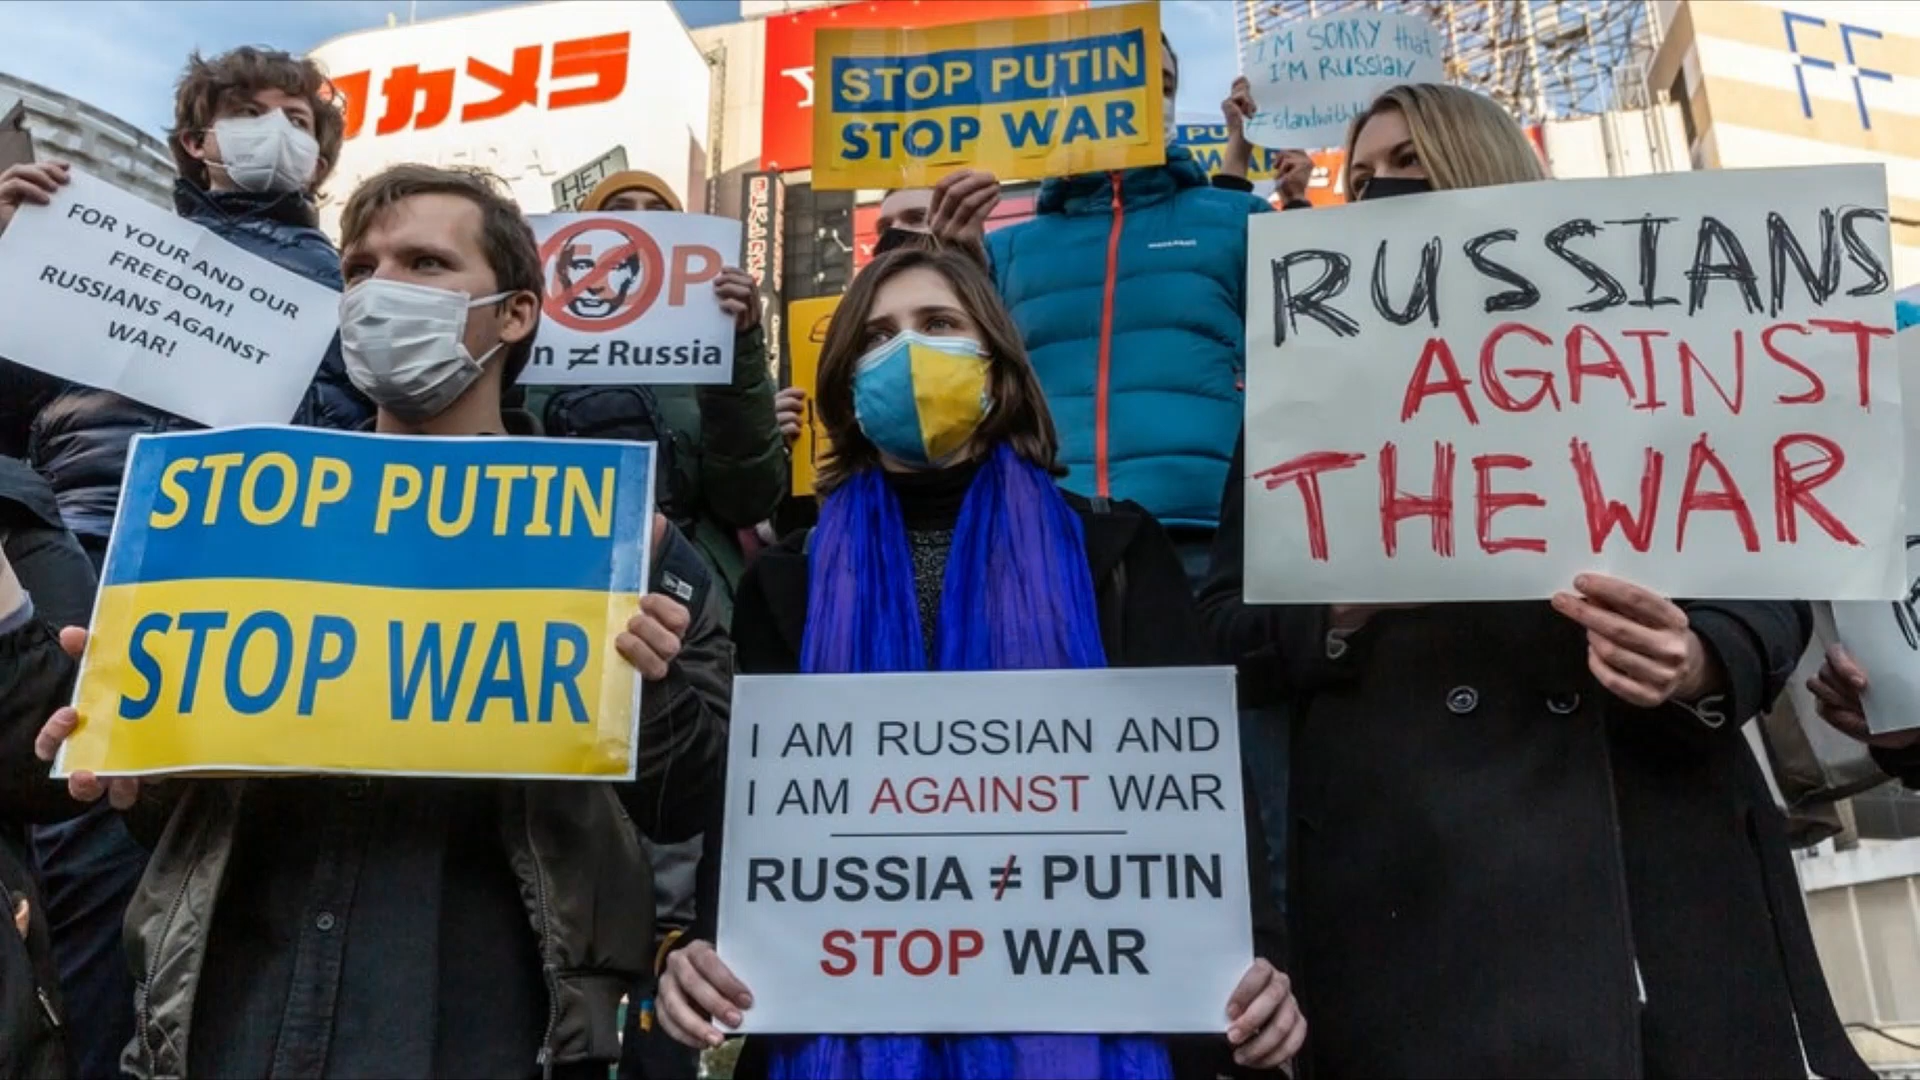 カメラ
STOP PUTIN
STOP WAR
I'M SORRY that
I'M RUSSIAN
FF
НЕТ
FOR YOUR AND OUR
FREEDOM!
RUSSIANS AGAINST
WAR!
≠ Russia
RUSSIANS
AGAINST
THE WAR
STOP PUTIN
STOP WAR
I AM RUSSIAN AND
I AM AGAINST WAR
RUSSIA ≠ PUTIN
STOP WAR